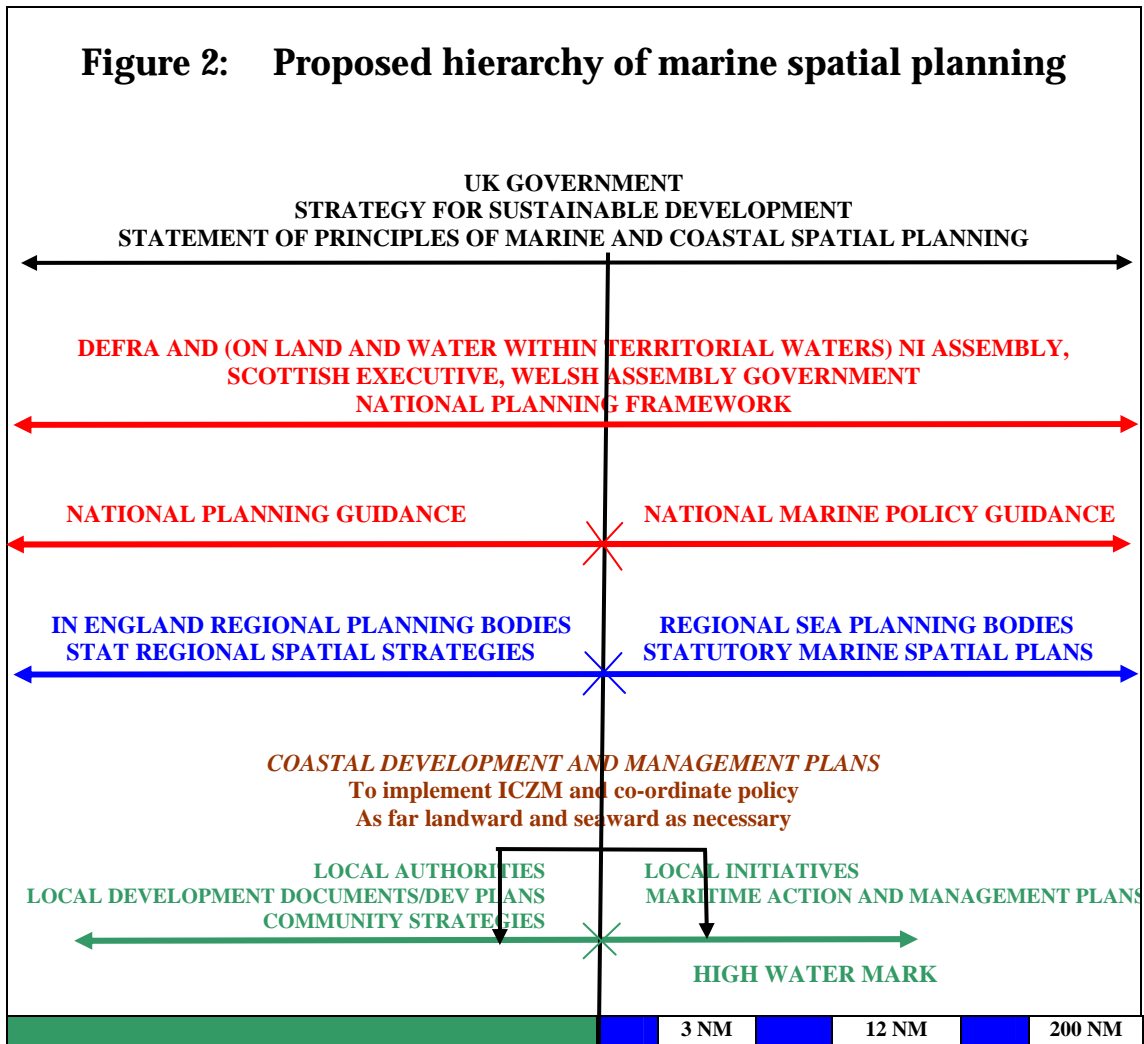 Figure 2: Proposed hierarchy of marine spatial planning
UK GOVERNMENT
STRATEGY FOR SUSTAINABLE DEVELOPMENT
STATEMENT OF PRINCIPLES OF MARINE AND COASTAL SPATIAL PLANNING
DEFRA AND (ON LAND AND WATER WITHIN TERRITORIAL WATERS) NI ASSEMBLY,
SCOTTISH EXECUTIVE, WELSH ASSEMBLY GOVERNMENT
NATIONAL PLANNING FRAMEWORK
NATIONAL PLANNING GUIDANCE
NATIONAL MARINE POLICY GUIDANCE
IN ENGLAND REGIONAL PLANNING BODIES
STAT REGIONAL SPATIAL STRATEGIES
REGIONAL SEA PLANNING BODIES
STATUTORY MARINE SPATIAL PLANS
COASTAL DEVELOPMENT AND MANAGEMENT PLANS
To implement ICZM and co-ordinate policy
As far landward and seaward as necessary
LOCAL AUTHORITIES
LOCAL DEVELOPMENT DOCUMENTS/DEV PLANS
COMMUNITY STRATEGIES
LOCAL INITIATIVES
MARITIME ACTION AND MANAGEMENT PLANS
HIGH WATER MARK
3 NM
12 NM
200 NM